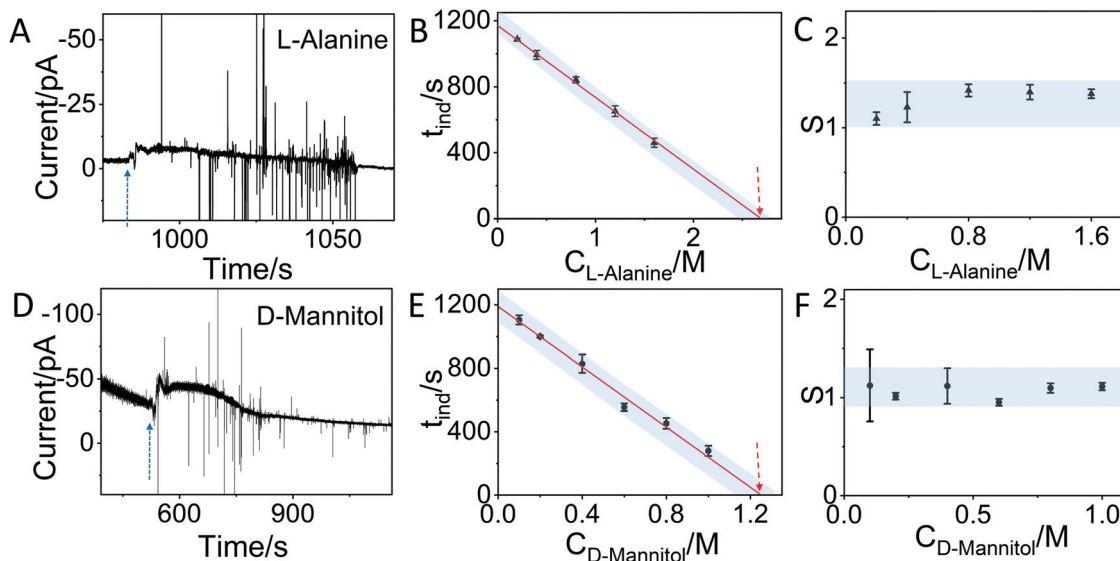 A
-50
-25
0
Current/pA
L-Alanine
1000
1050
Time/s
B
1200
800
400
0
t_ind/s
0
1
2
C_L-Alanine/M
C
2
1
S
0.0
0.8
1.6
C_L-Alanine/M
D
-100
-50
0
Current/pA
D-Mannitol
600
900
Time/s
E
1200
800
400
0
t_ind/s
0.0
0.4
0.8
1.2
C_D-Mannitol/M
F
2
1
0
S
0.0
0.5
1.0
C_D-Mannitol/M